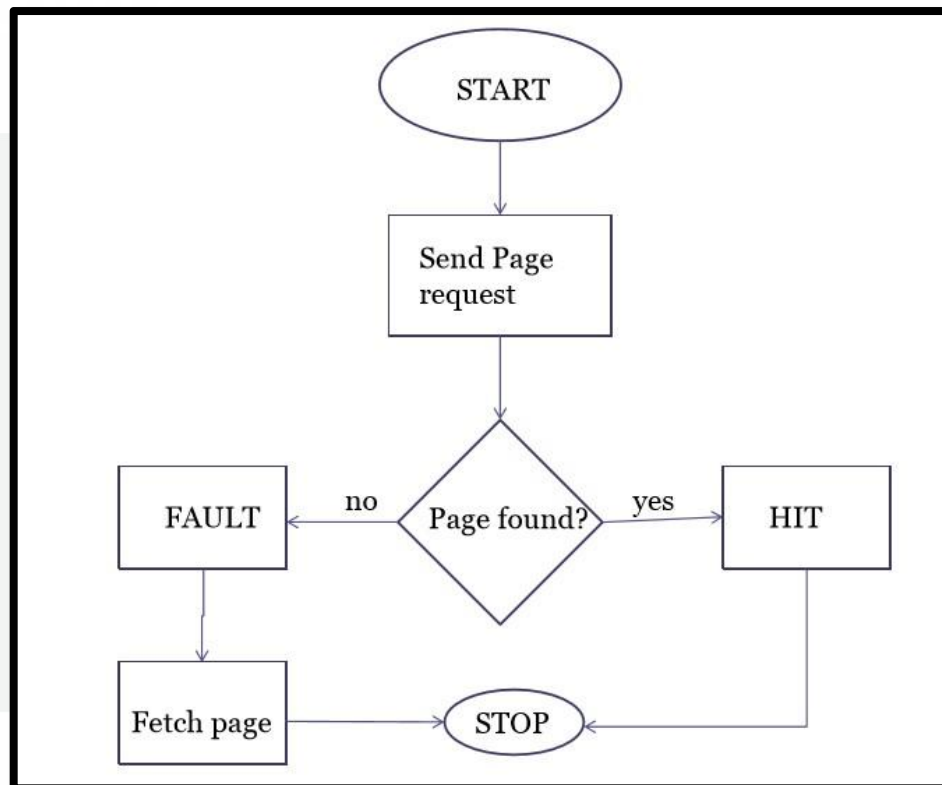 START
Send Page
request
no
yes
FAULT
Page found?
HIT
Fetch page
STOP